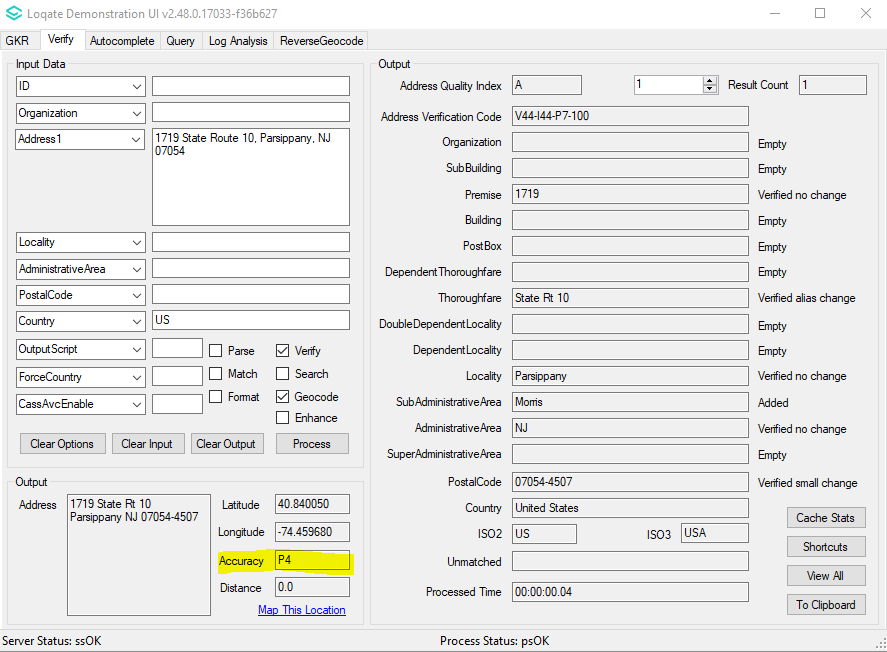 Loqate Demonstration UI v2.48.0.17033-f36b627
GKR Verify Autocomplete Query Log Analysis ReverseGeocode
Input Data
ID
Organization
Address1
1719 State Route 10, Parsippany, NJ
07054
Locality
AdministrativeArea
PostalCode
Country US
OutputScript Parse Verify
ForceCountry Match Search
CassAvcEnable Format Geocode
Enhance
Clear Options Clear Input Clear Output Process
Output
Address
1719 State Rt 10
Parsippany NJ 07054-4507
Latitude 40.840050
Longitude -74.459680
Accuracy P4
Distance 0.0
Map This Location
Output
Address Quality Index A 1 Result Count 1
Address Verification Code V44-I44-P7-100
Organization Empty
SubBuilding Empty
Premise 1719 Verified no change
Building Empty
PostBox Empty
DependentThoroughfare Empty
Thoroughfare State Rt 10 Verified alias change
DoubleDependentLocality Empty
DependentLocality Empty
Locality Parsippany Verified no change
SubAdministrativeArea Morris Added
AdministrativeArea NJ Verified no change
SuperAdministrativeArea Empty
PostalCode 07054-4507 Verified small change
Country United States
ISO2 US ISO3 USA
Unmatched
Processed Time 00:00:00.04
Cache Stats
Shortcuts
View All
To Clipboard
Server Status: ssOK Process Status: psOK